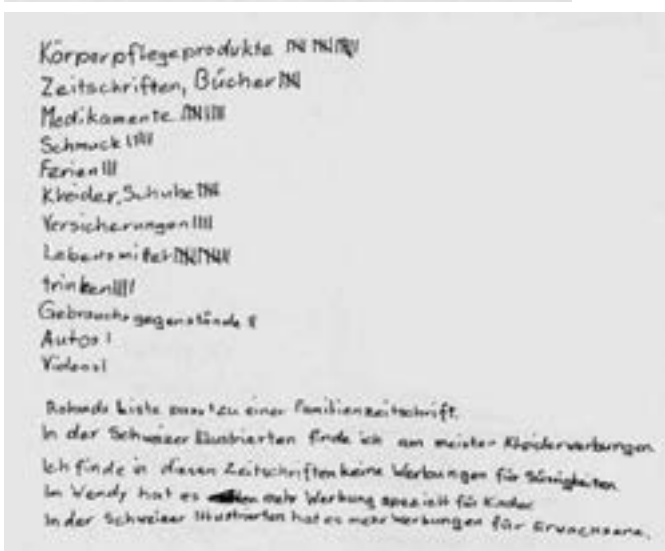 Körperpflegeprodukte
Zeitschriften, Bücher
Medikamente
Schmuck
Ferien
Kleider, Schuhe
Versicherungen
Lebensmittel
trinken
Gebrauchsgegenstände
Autos
Videos
Rolands Liste passt zu einer Familienzeitschrift.
In der Schweizer Illustrierten finde ich am meisten Kleiderwerbungen
Ich finde in diesen Zeitschriften keine Werbungen für Süssigkeiten
Im Wendy hat es mehr Werbung speziell für Kinder
In der Schweizer Illustrierten hat es mehr Werbungen für Erwachsene.